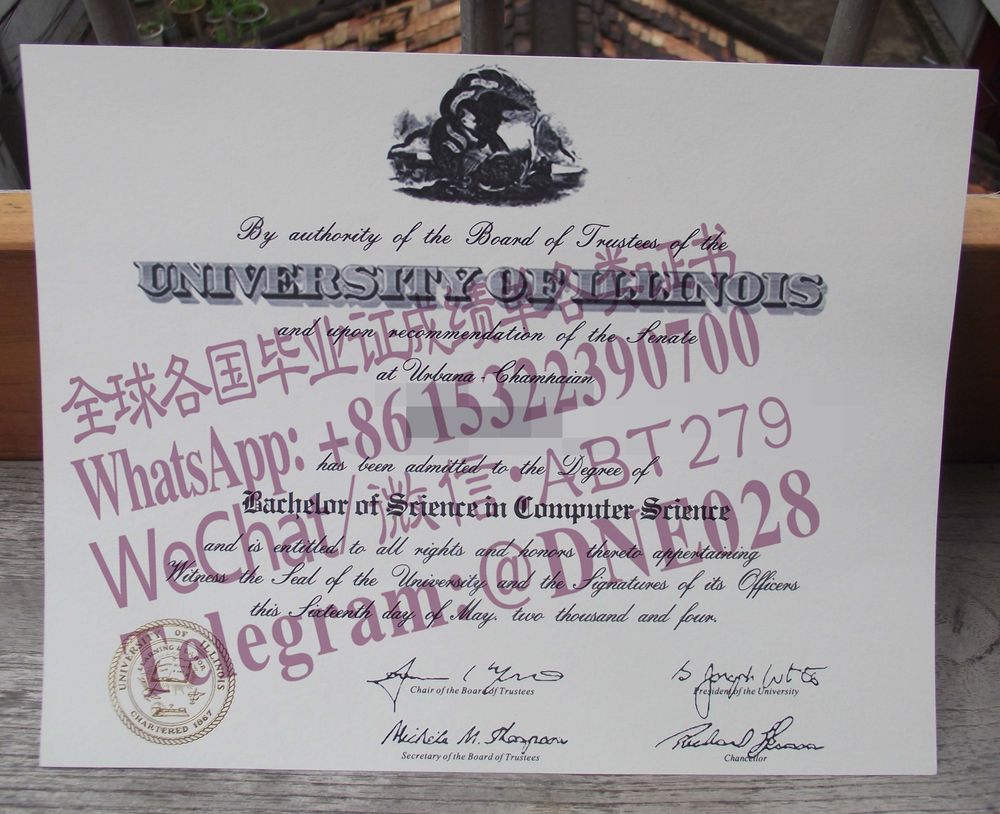 By authority of the Board of Trustees of the
UNIVERSITY OF ILLINOIS
and upon recommendation of the Senate
at Urbana-Champaign
全球各国毕业证成绩单各类证书
WhatsApp: +86 15322390700
has been admitted to the Degree of
WeChat/微信:ABT279
Bachelor of Science in Computer Science
and is entitled to all rights and honors thereto appertaining
Telegram:@DNE028
Witness the Seal of the University and the Signatures of its Officers
this Sixteenth day of May, two thousand and four.
UNIVERSITY OF ILLINOIS
LEARNING & LABOR
CHARTERED 1867
Chair of the Board of Trustees
President of the University
Secretary of the Board of Trustees
Chancellor